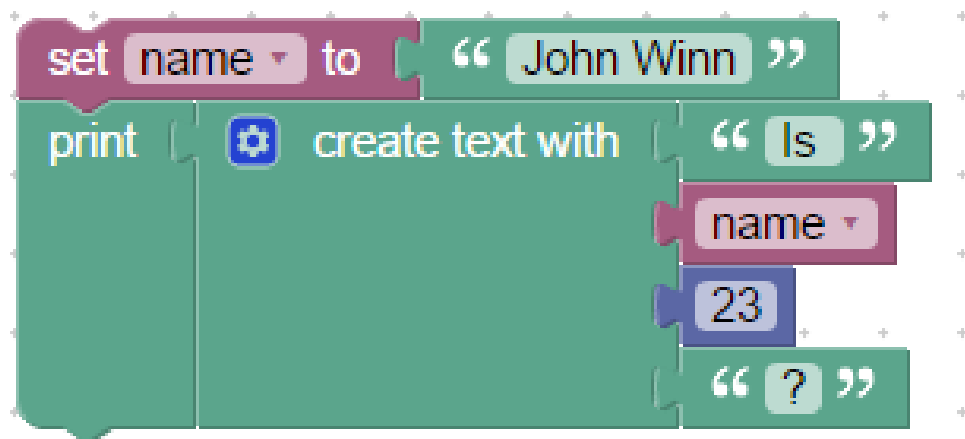 set name to “ John Winn ”
print create text with “ Is ”
name
23
“ ? ”